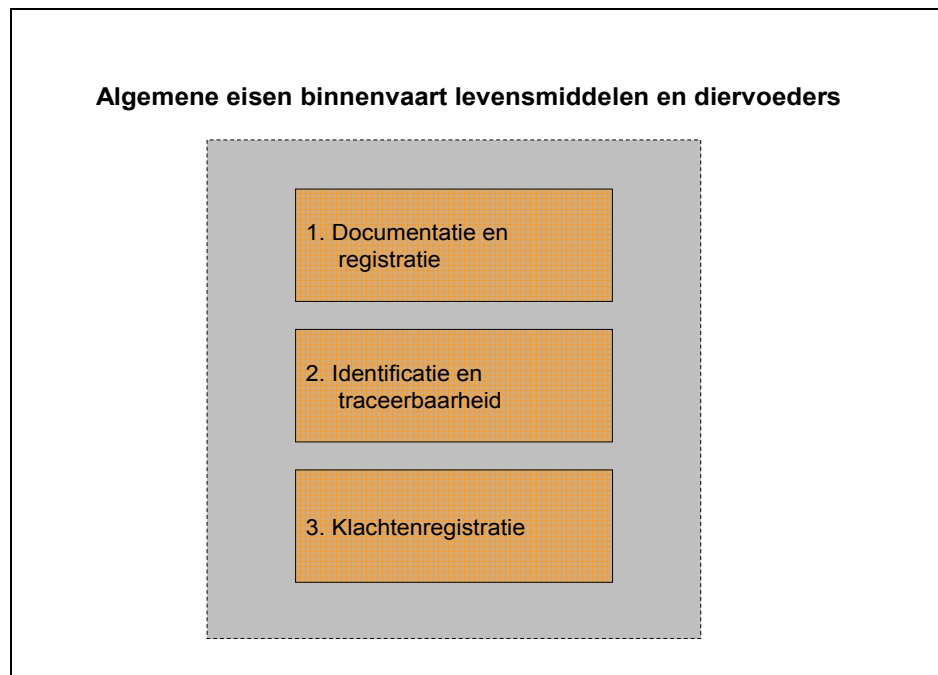 Algemene eisen binnenvaart levensmiddelen en diervoeders
1. Documentatie en
registratie
2. Identificatie en
traceerbaarheid
3. Klachtenregistratie